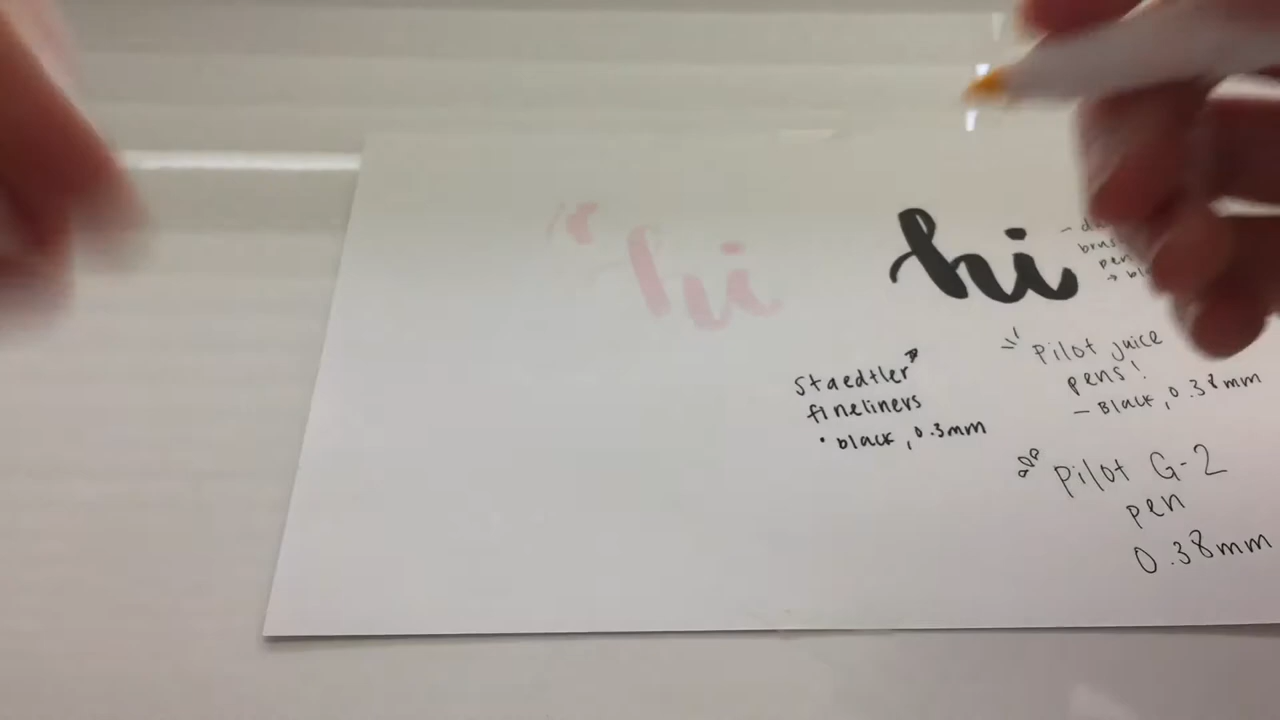 hi
hi
Staedtler
fineliners
• black, 0.3mm
Pilot Juice
pens!
- Black, 0.38mm
Pilot G-2
pen
0.38mm